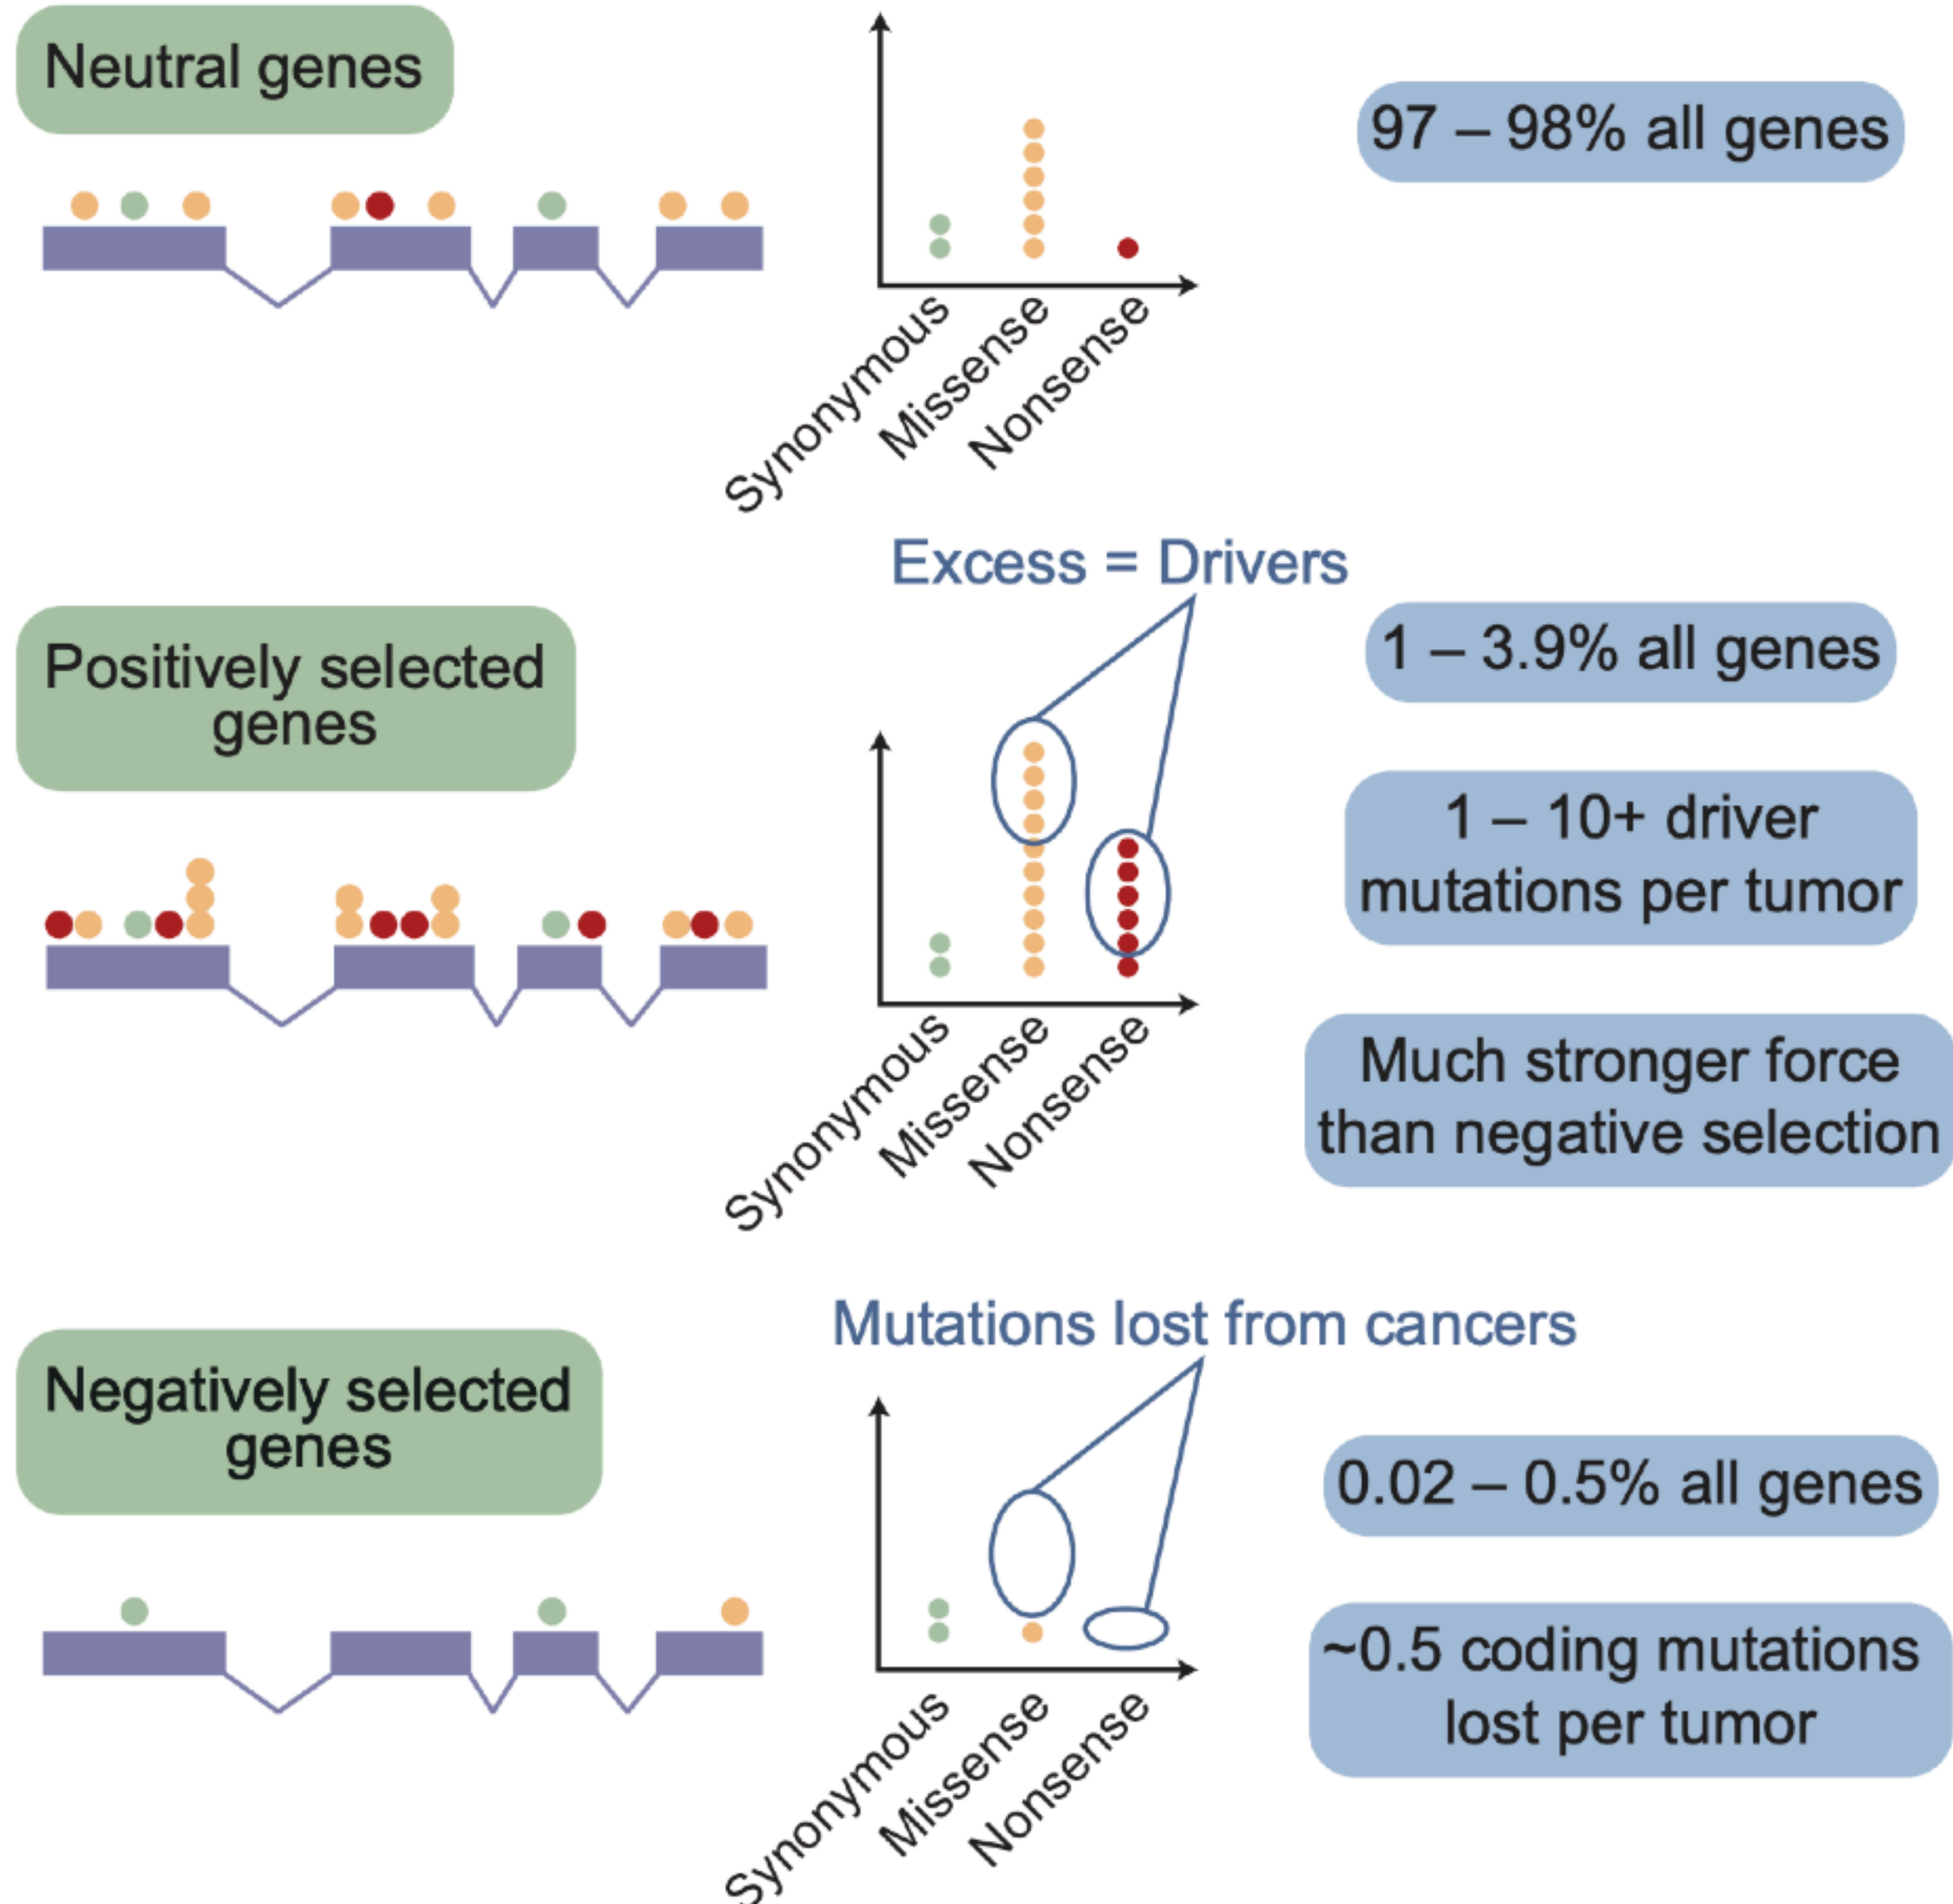 Neutral genes
97 – 98% all genes
Synonymous
Missense
Nonsense
Excess = Drivers
Positively selected
genes
1 – 3.9% all genes
1 – 10+ driver
mutations per tumor
Much stronger force
than negative selection
Synonymous
Missense
Nonsense
Mutations lost from cancers
Negatively selected
genes
0.02 – 0.5% all genes
~0.5 coding mutations
lost per tumor
Synonymous
Missense
Nonsense